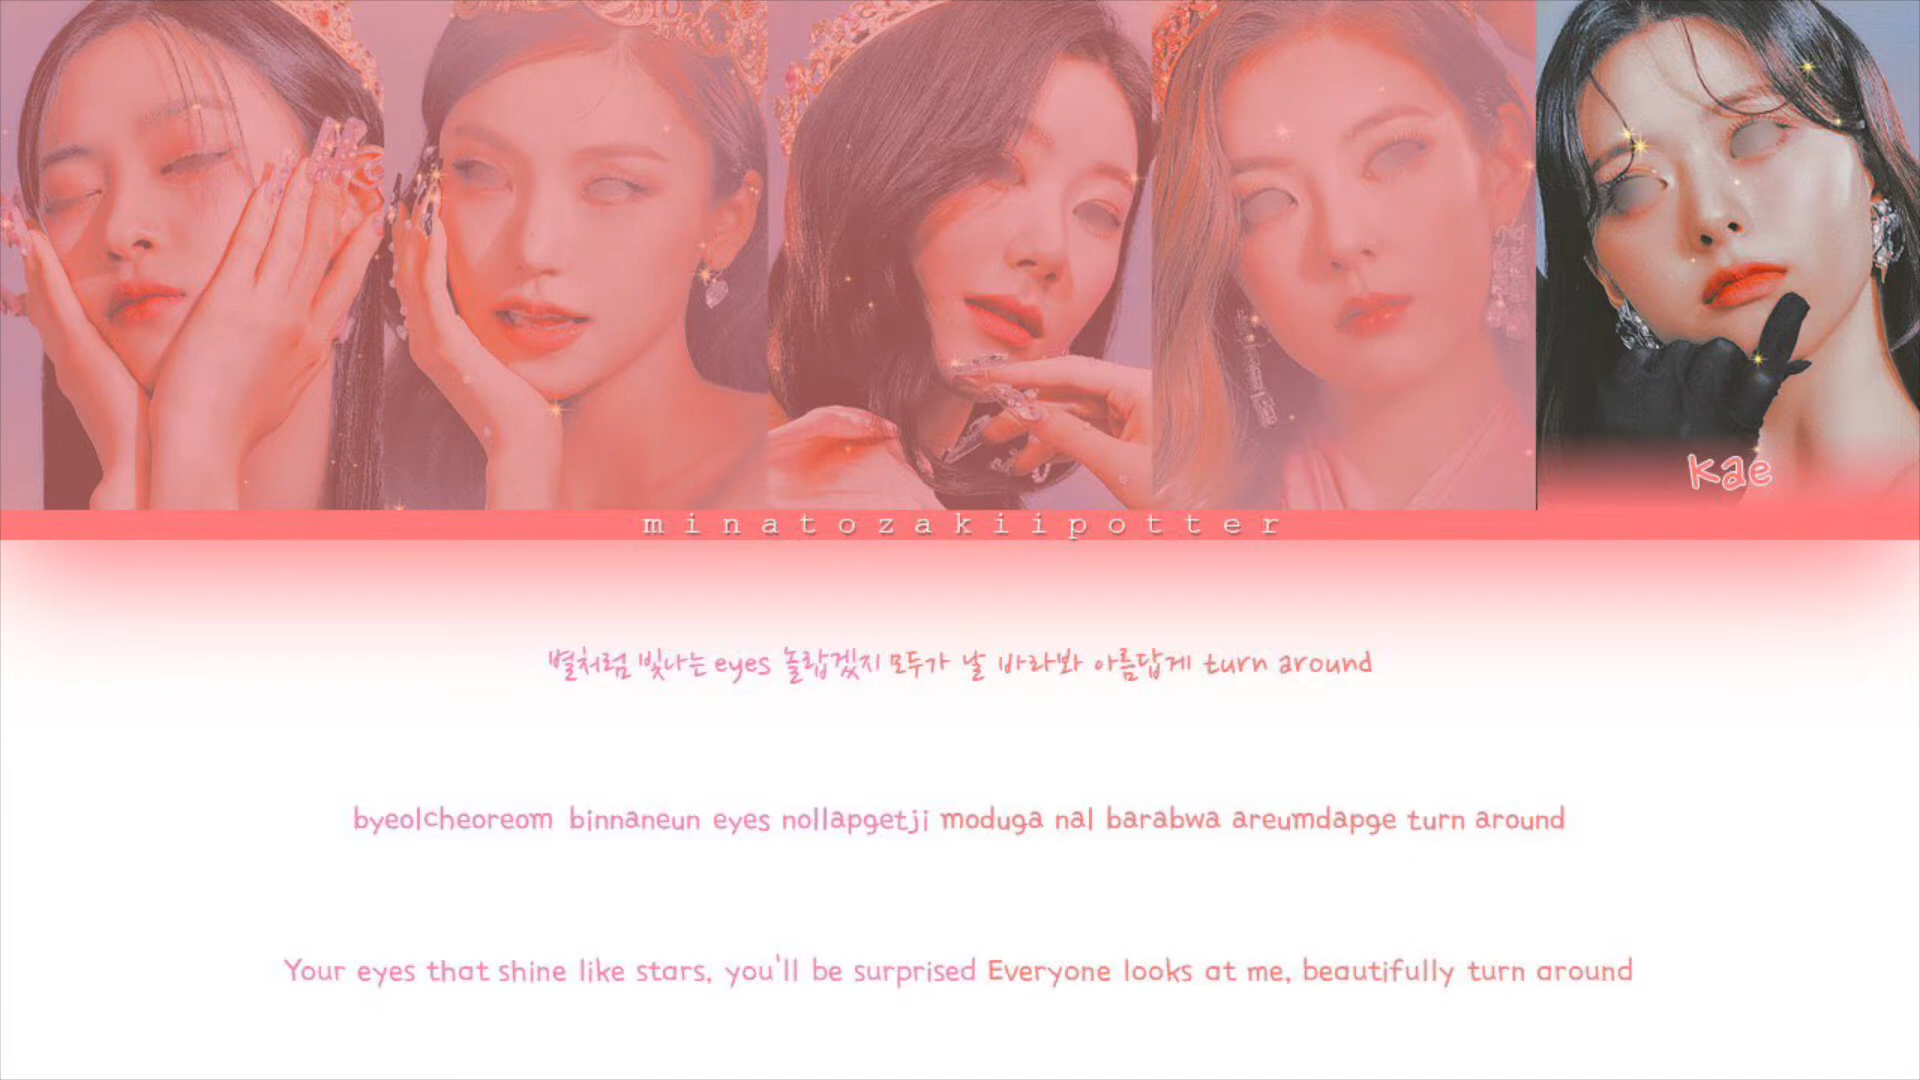 kae
minatozakiipotter
별처럼 빛나는 eyes 놀랍겠지 모두가 날 바라봐 아름답게 turn around
byeolcheoreom binnaneun eyes nollapgetji moduga nal barabwa areumdapge turn around
Your eyes that shine like stars, you'll be surprised Everyone looks at me, beautifully turn around